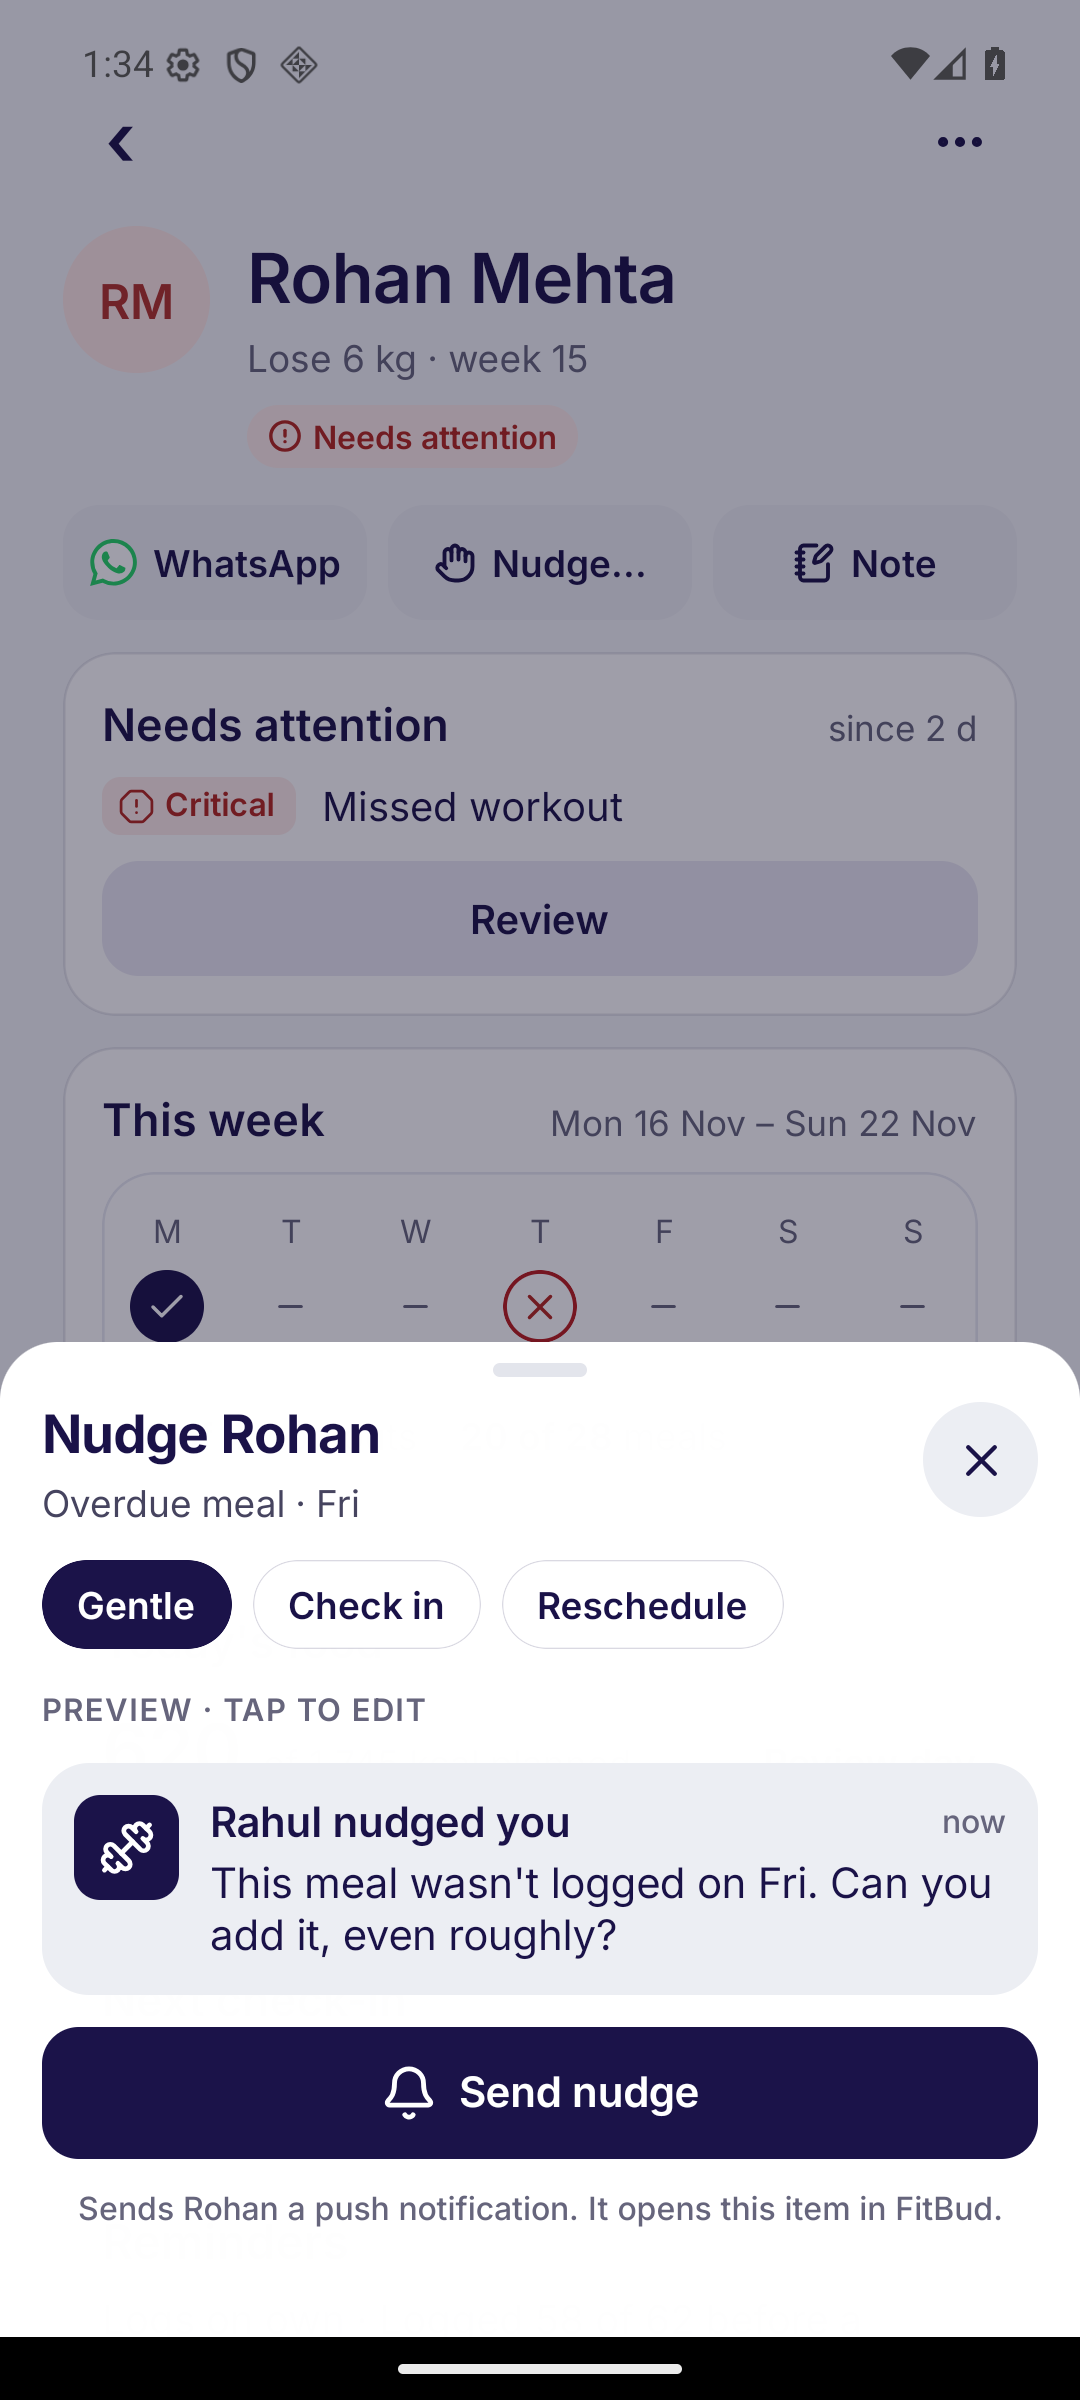 1:34
Rohan Mehta
RM
Lose 6 kg · week 15
Needs attention
WhatsApp
Nudge...
Note
Needs attention
since 2 d
Critical
Missed workout
Review
This week
Mon 16 Nov – Sun 22 Nov
M T W T F S S
Nudge Rohan
Overdue meal · Fri
Gentle
Check in
Reschedule
PREVIEW · TAP TO EDIT
Rahul nudged you
now
This meal wasn't logged on Fri. Can you
add it, even roughly?
Send nudge
Sends Rohan a push notification. It opens this item in FitBud.